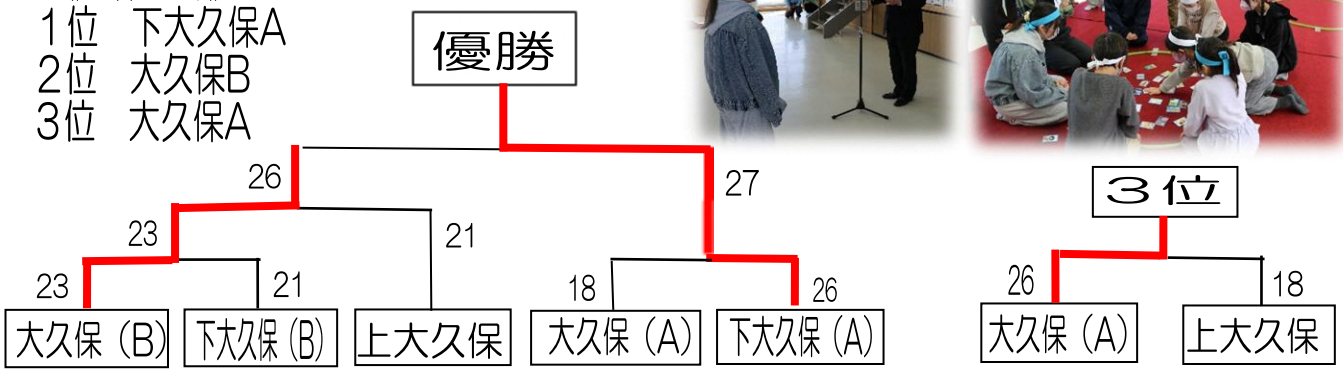 1位 下大久保A
2位 大久保B
3位 大久保A
優勝
26
27
3位
23
21
23
21
18
26
26
18
大久保(B)
下大久保(B)
上大久保
大久保(A)
下大久保(A)
大久保(A)
上大久保